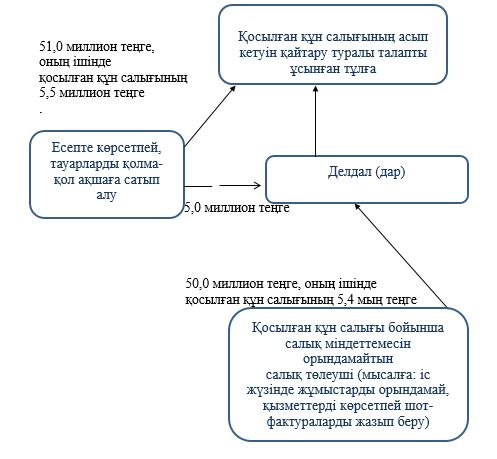 51,0 миллион теңге,
оның ішінде
қосылған құн салығының
5,5 миллион теңге
.
Қосылған құн салығының асып
кетуін қайтару туралы талапты
ұсынған тұлға
Есепте көрсетпей,
тауарларды қолма-
қол ақшаға сатып
алу
Делдал (дар)
5,0 миллион теңге
50,0 миллион теңге, оның ішінде
қосылған құн салығының 5,4 мың теңге
Қосылған құн салығы бойынша
салық міндеттемесін
орындамайтын
салық төлеуші (мысалға: іс
жүзінде жұмыстарды орындамай,
қызметтерді көрсетпей шот-
фактураларды жазып беру)